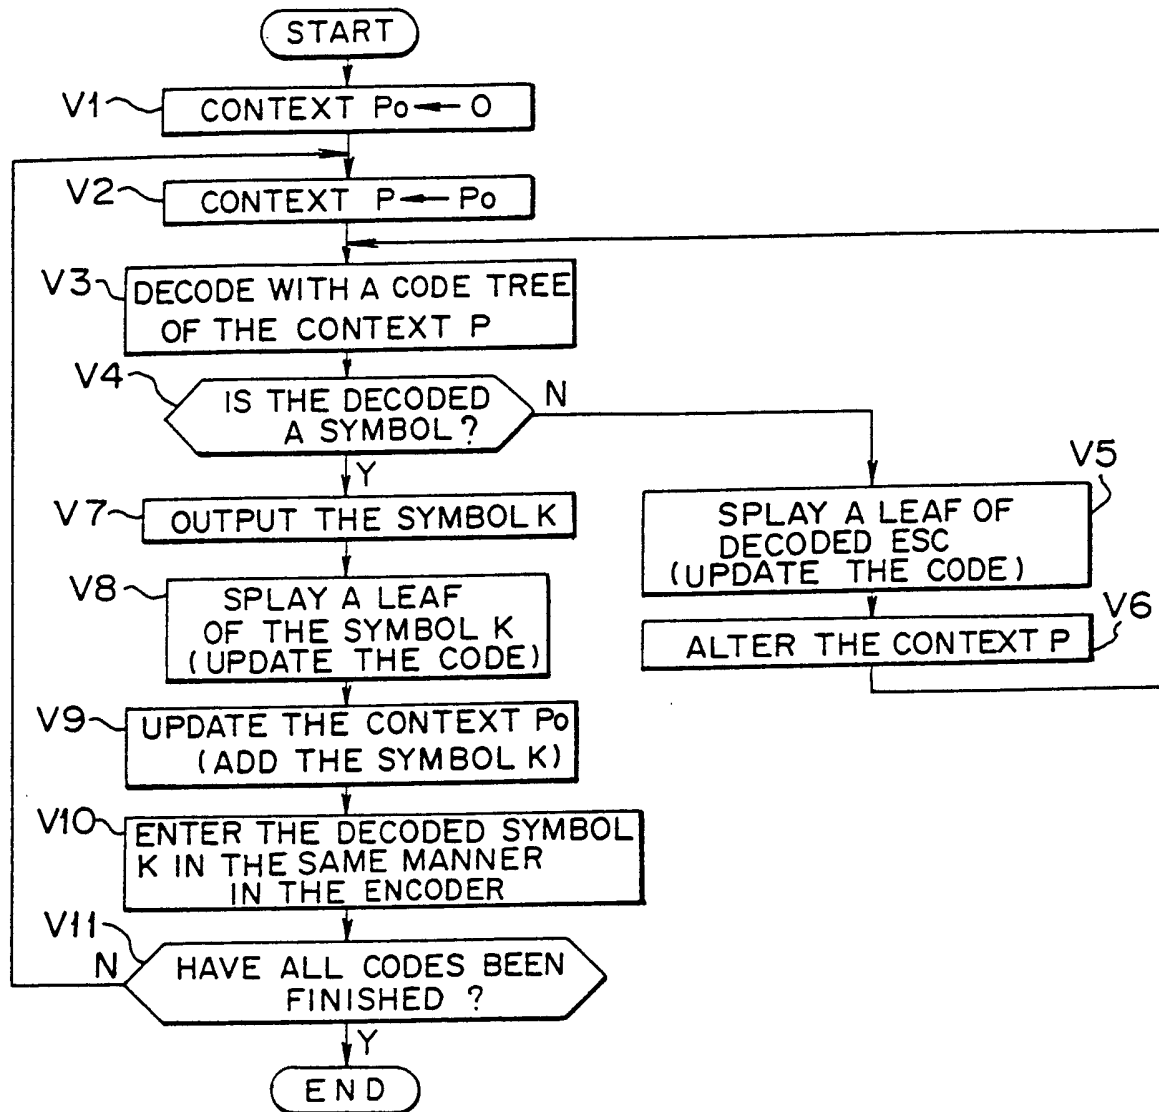 START
V1
CONTEXT Po ← O
V2
CONTEXT P ← Po
V3
DECODE WITH A CODE TREE
OF THE CONTEXT P
V4
IS THE DECODED
A SYMBOL?
N
Y
V5
SPLAY A LEAF OF
DECODED ESC
(UPDATE THE CODE)
V6
ALTER THE CONTEXT P
V7
OUTPUT THE SYMBOL K
V8
SPLAY A LEAF
OF THE SYMBOL K
(UPDATE THE CODE)
V9
UPDATE THE CONTEXT Po
(ADD THE SYMBOL K)
V10
ENTER THE DECODED SYMBOL
K IN THE SAME MANNER
IN THE ENCODER
V11
N
HAVE ALL CODES BEEN
FINISHED ?
Y
END